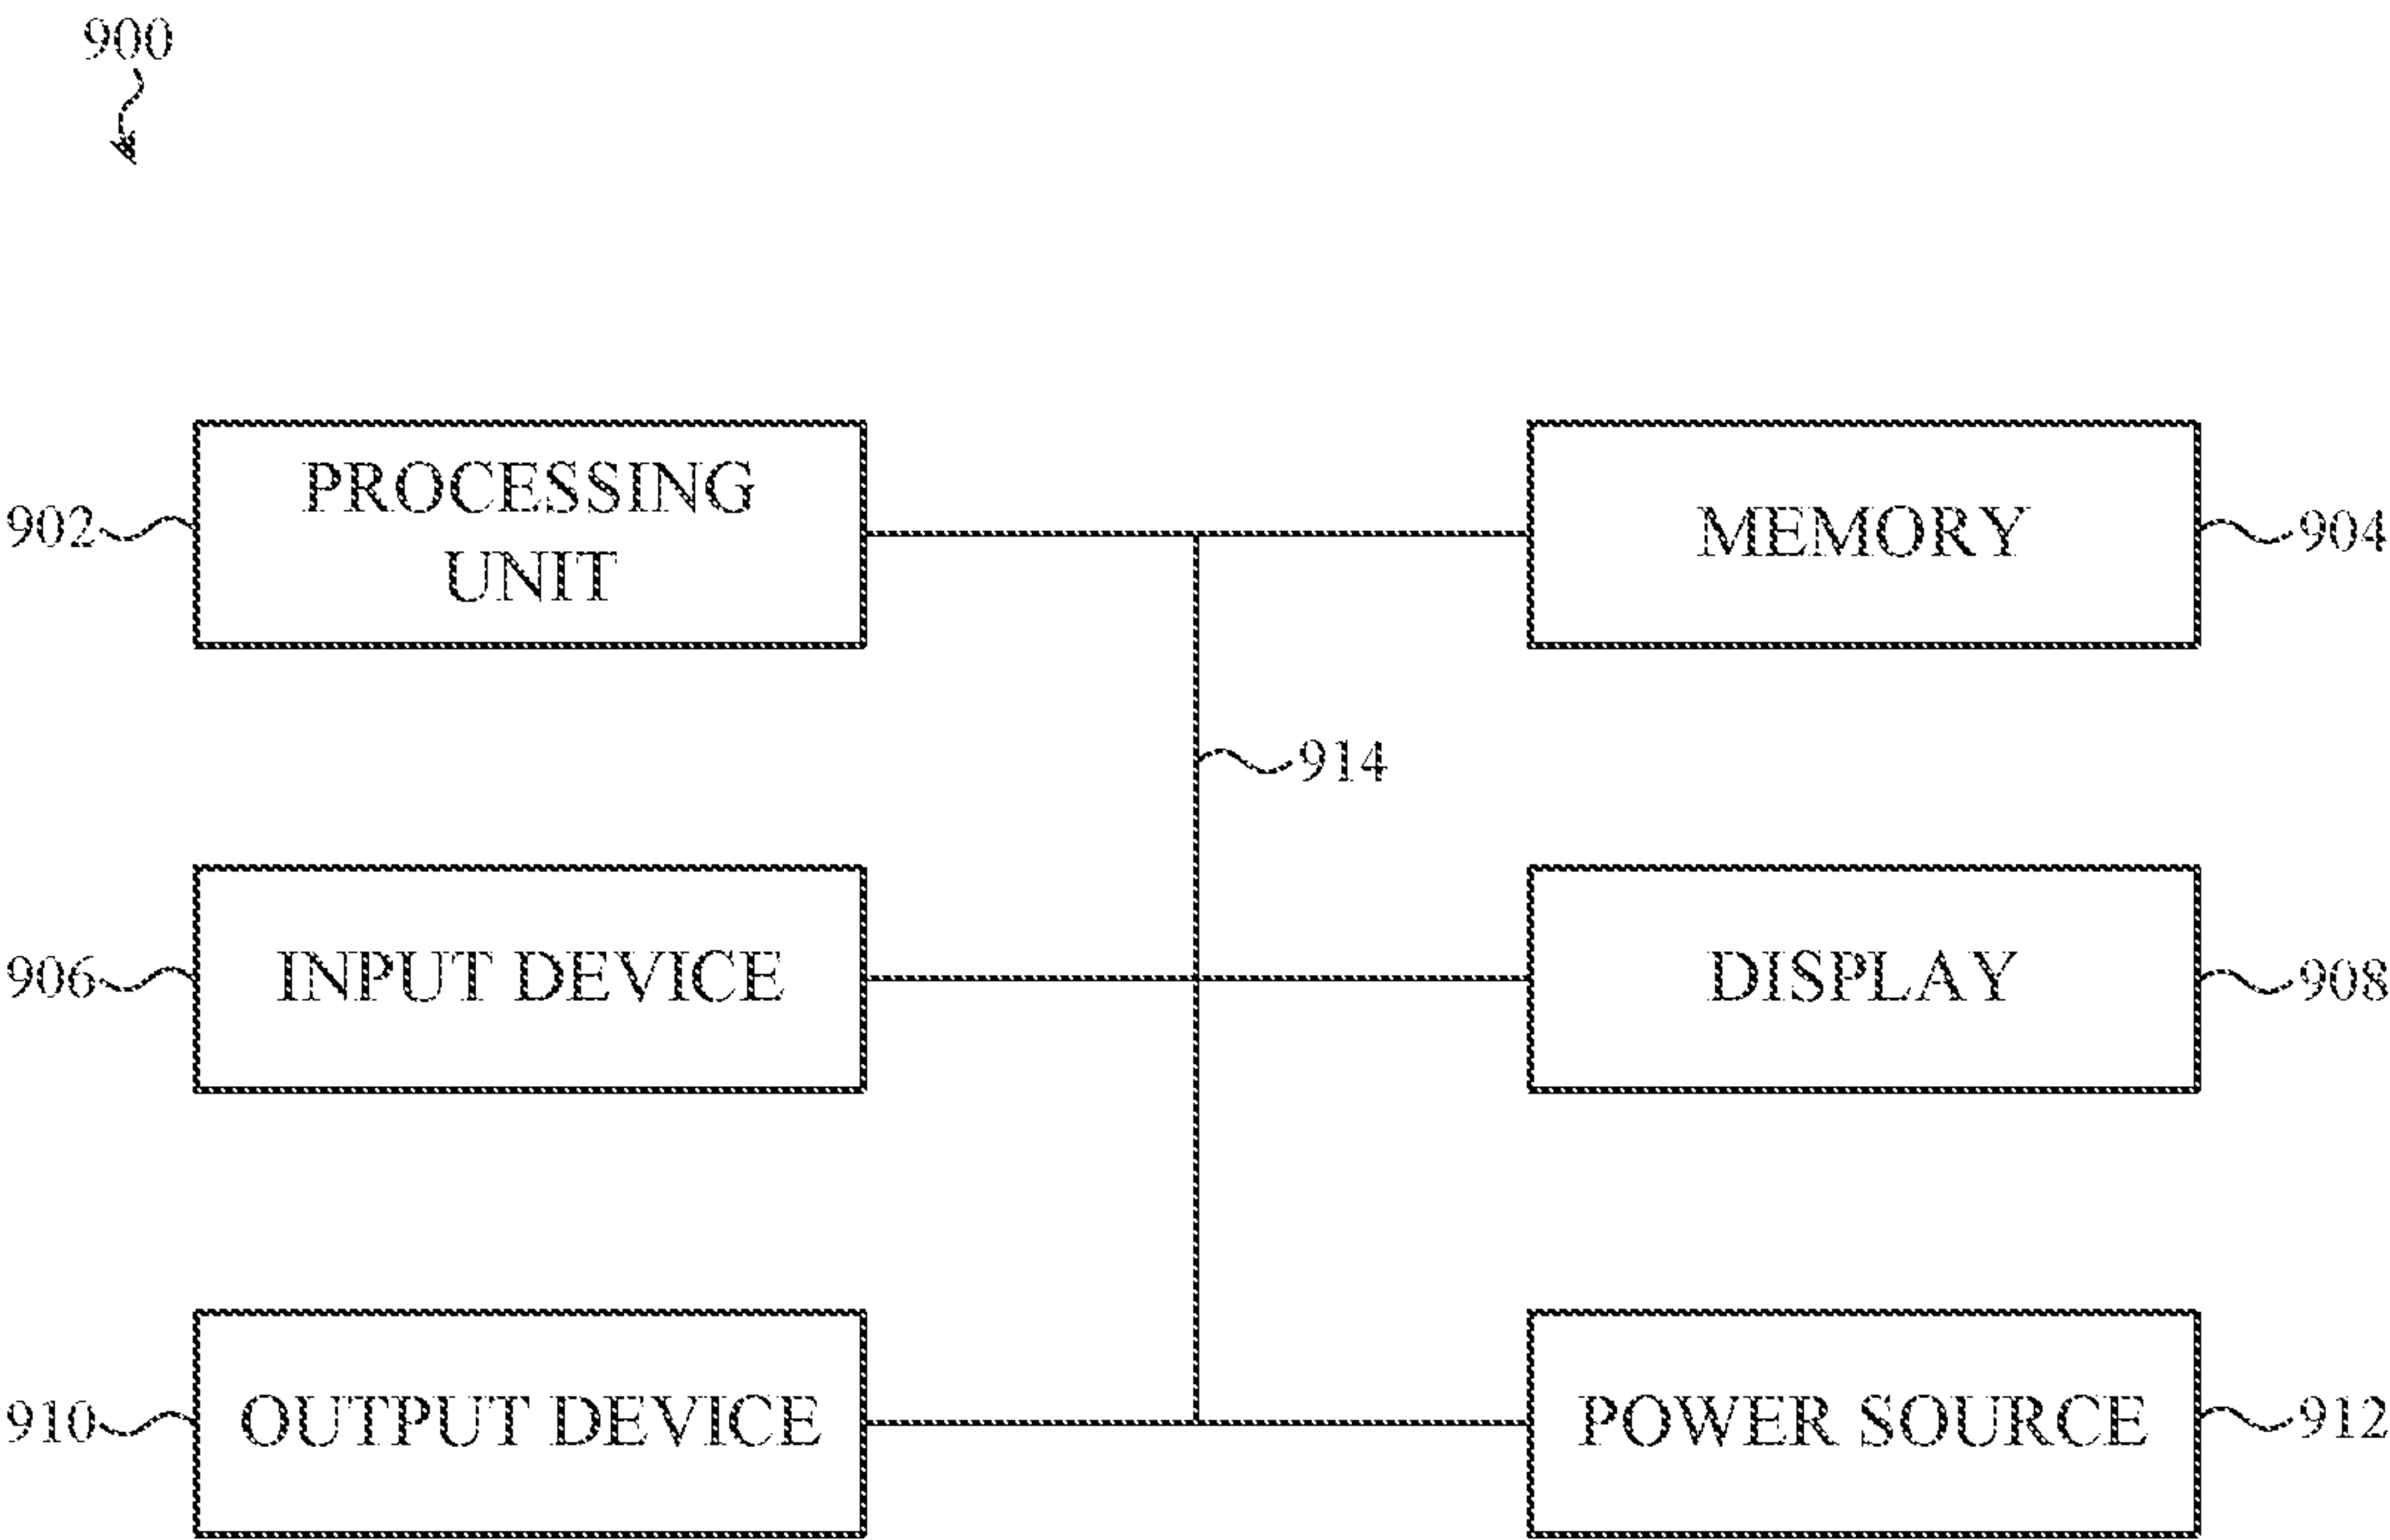 900
PROCESSING
UNIT
902
MEMORY
904
914
INPUT DEVICE
906
DISPLAY
908
OUTPUT DEVICE
910
POWER SOURCE
912